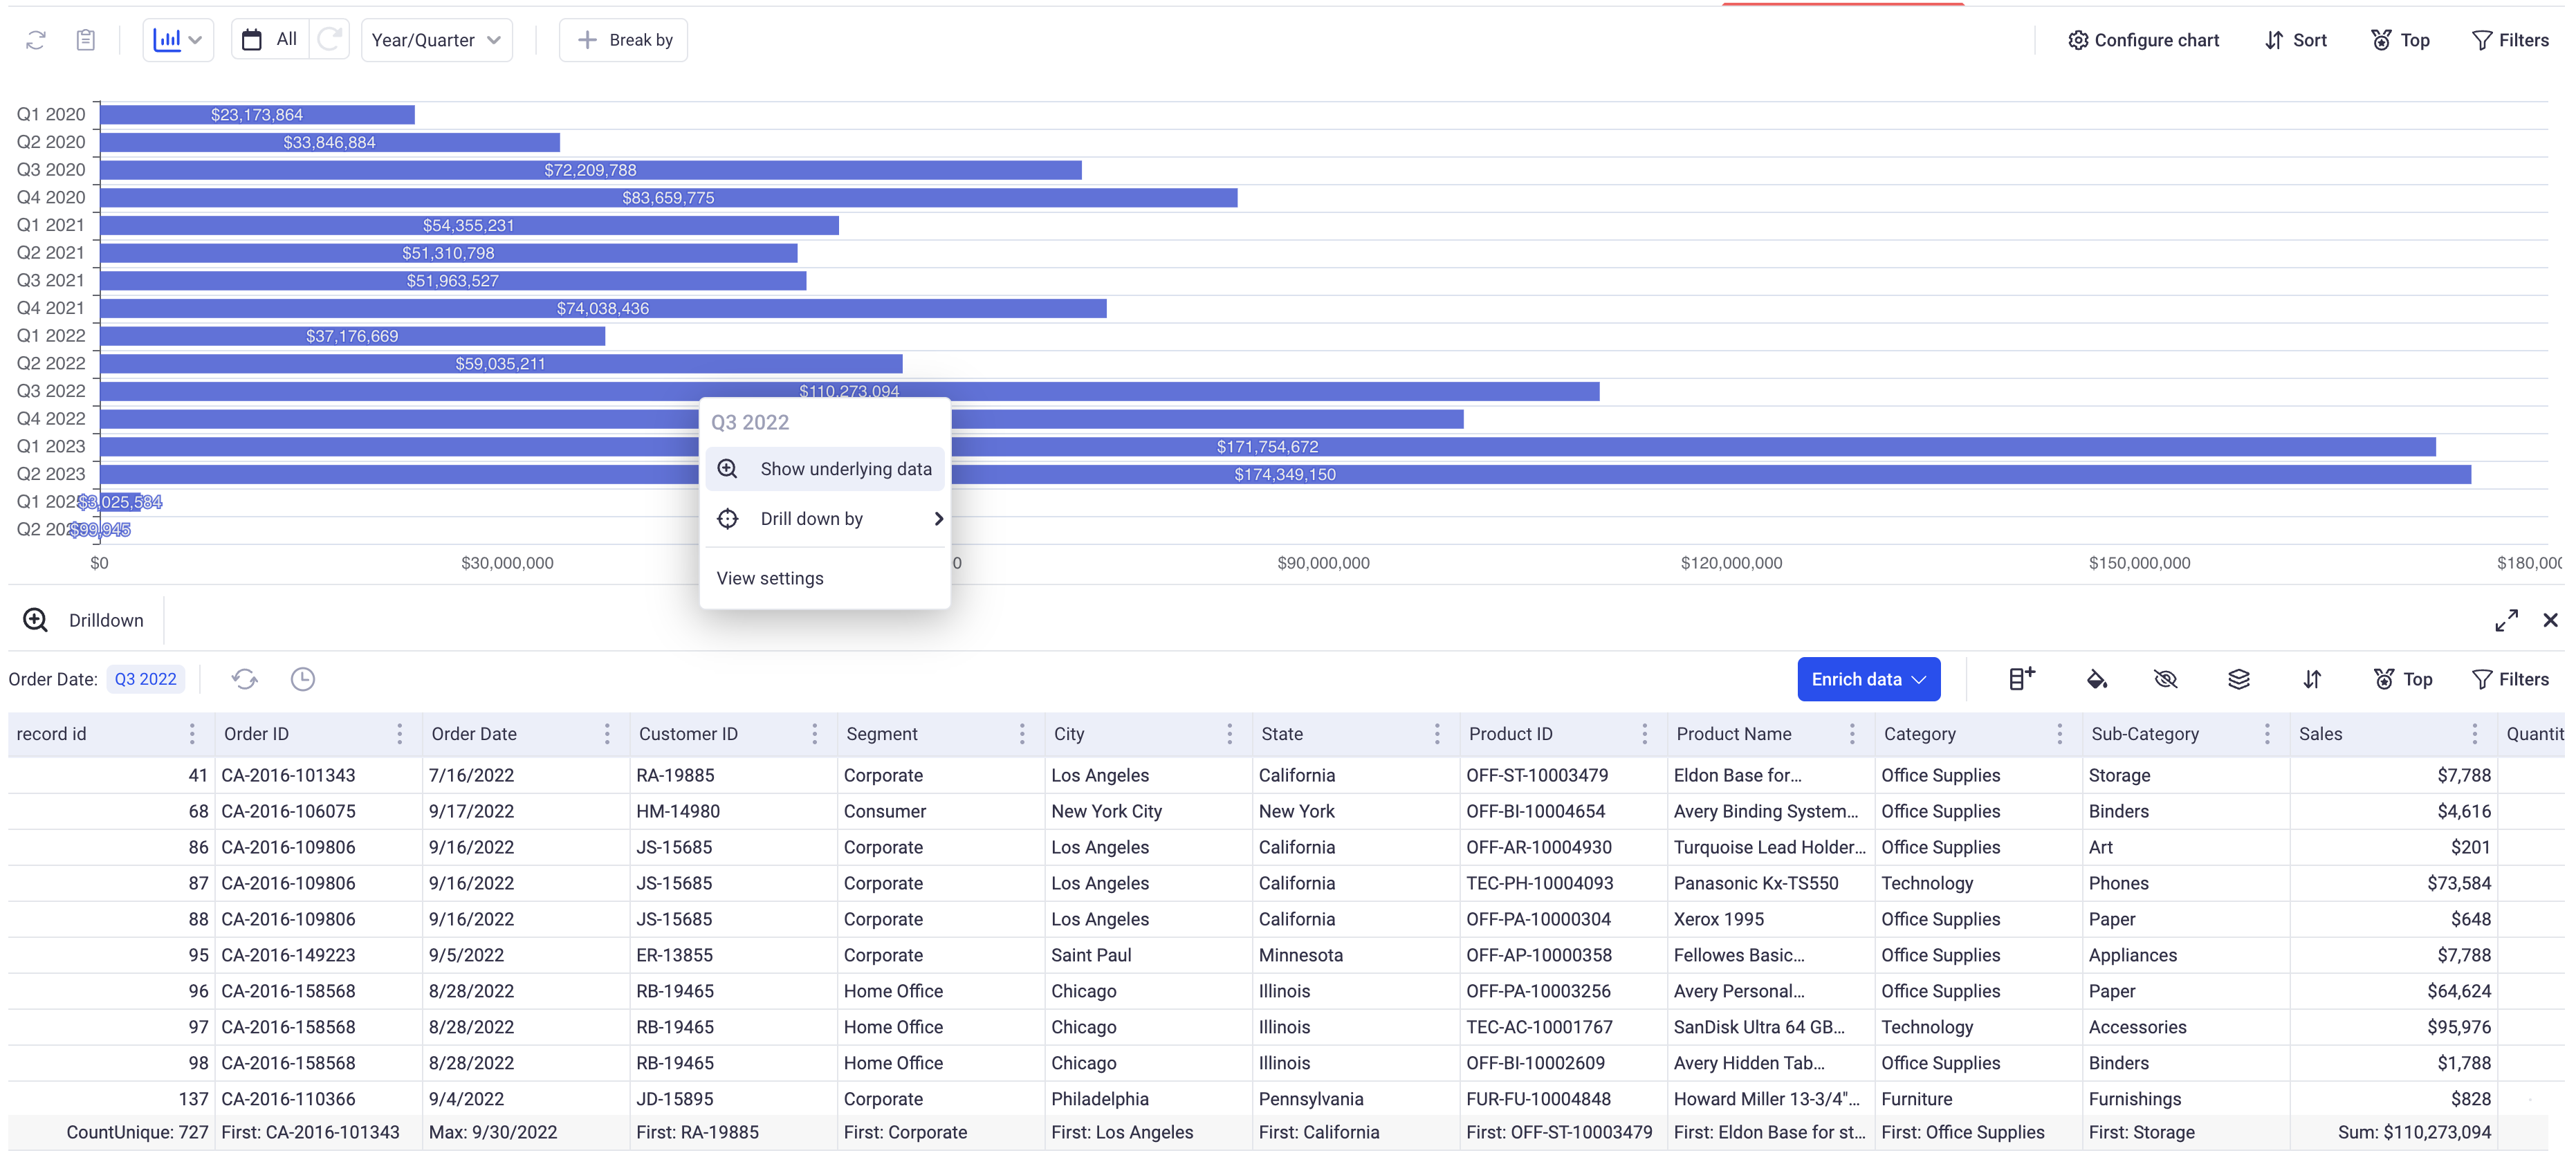 All Year/Quarter Break by Configure chart Sort Top Filters
Q1 2020 $23,173,864
Q2 2020 $33,846,884
Q3 2020 $72,209,788
Q4 2020 $83,659,775
Q1 2021 $54,355,231
Q2 2021 $51,310,798
Q3 2021 $51,963,527
Q4 2021 $74,038,436
Q1 2022 $37,176,669
Q2 2022 $59,035,211
Q3 2022 $110,273,094
Q4 2022
Q1 2023 $171,754,672
Q2 2023 $174,349,150
Q1 $3,025,584
Q2 $99,945
$0 $30,000,000 $90,000,000 $120,000,000 $150,000,000
Q3 2022
Show underlying data
Drill down by
View settings
Drilldown
Order Date: Q3 2022 Enrich data Top Filters
record id Order ID Order Date Customer ID Segment City State Product ID Product Name Category Sub-Category Sales Quantit
41 CA-2016-101343 7/16/2022 RA-19885 Corporate Los Angeles California OFF-ST-10003479 Eldon Base for... Office Supplies Storage $7,788
68 CA-2016-106075 9/17/2022 HM-14980 Consumer New York City New York OFF-BI-10004654 Avery Binding System... Office Supplies Binders $4,616
86 CA-2016-109806 9/16/2022 JS-15685 Corporate Los Angeles California OFF-AR-10004930 Turquoise Lead Holder... Office Supplies Art $201
87 CA-2016-109806 9/16/2022 JS-15685 Corporate Los Angeles California TEC-PH-10004093 Panasonic Kx-TS550 Technology Phones $73,584
88 CA-2016-109806 9/16/2022 JS-15685 Corporate Los Angeles California OFF-PA-10000304 Xerox 1995 Office Supplies Paper $648
95 CA-2016-149223 9/5/2022 ER-13855 Corporate Saint Paul Minnesota OFF-AP-10000358 Fellowes Basic... Office Supplies Appliances $7,788
96 CA-2016-158568 8/28/2022 RB-19465 Home Office Chicago Illinois OFF-PA-10003256 Avery Personal... Office Supplies Paper $64,624
97 CA-2016-158568 8/28/2022 RB-19465 Home Office Chicago Illinois TEC-AC-10001767 SanDisk Ultra 64 GB... Technology Accessories $95,976
98 CA-2016-158568 8/28/2022 RB-19465 Home Office Chicago Illinois OFF-BI-10002609 Avery Hidden Tab... Office Supplies Binders $1,788
137 CA-2016-110366 9/4/2022 JD-15895 Corporate Philadelphia Pennsylvania FUR-FU-10004848 Howard Miller 13-3/4"... Furniture Furnishings $828
CountUnique: 727 First: CA-2016-101343 Max: 9/30/2022 First: RA-19885 First: Corporate First: Los Angeles First: California First: OFF-ST-10003479 First: Eldon Base for st... First: Office Supplies First: Storage Sum: $110,273,094